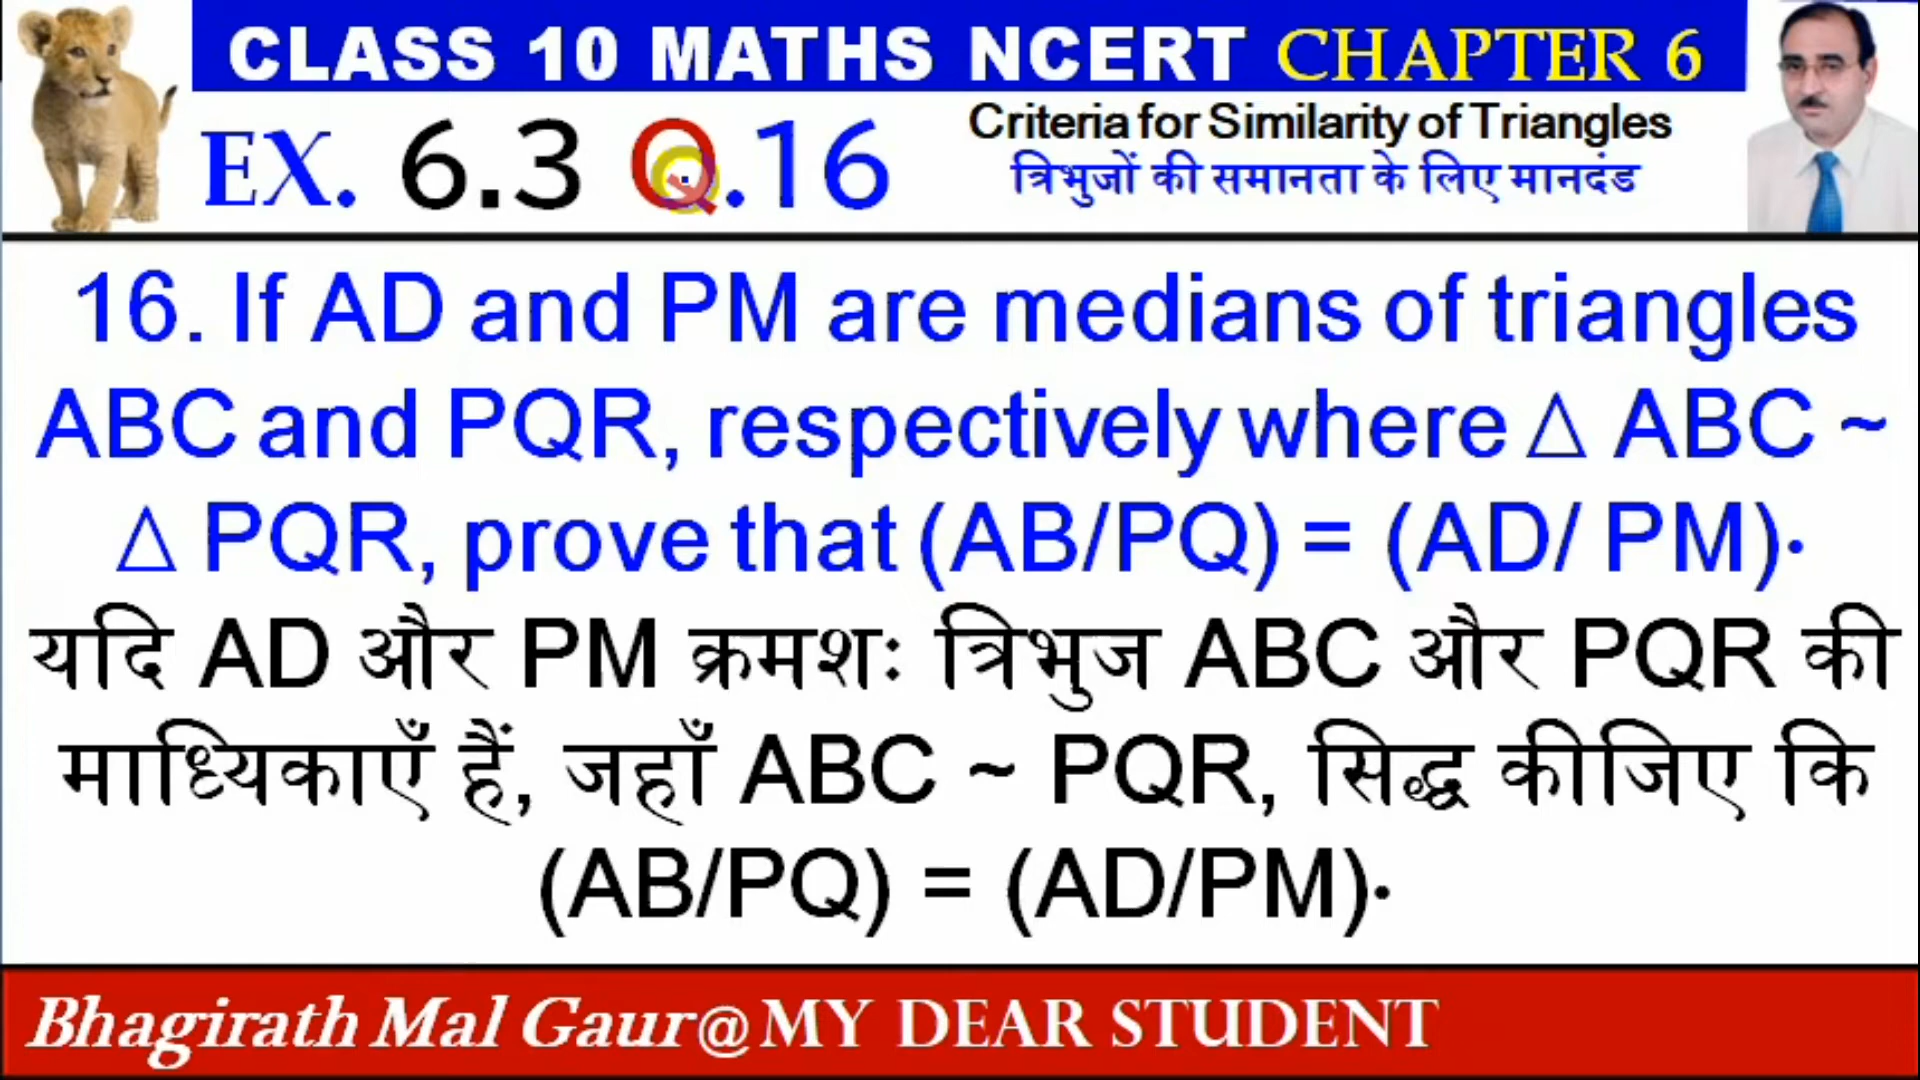 CLASS 10 MATHS NCERT CHAPTER 6
EX. 6.3 Q.16
Criteria for Similarity of Triangles
त्रिभुजों की समानता के लिए मानदंड
16. If AD and PM are medians of triangles
ABC and PQR, respectively where △ ABC ~
△ PQR, prove that (AB/PQ) = (AD/ PM)·
यदि AD और PM क्रमशः त्रिभुज ABC और PQR की
माध्यिकाएँ हैं, जहाँ ABC ~ PQR, सिद्ध कीजिए कि
(AB/PQ) = (AD/PM)·
Bhagirath Mal Gaur@MY DEAR STUDENT